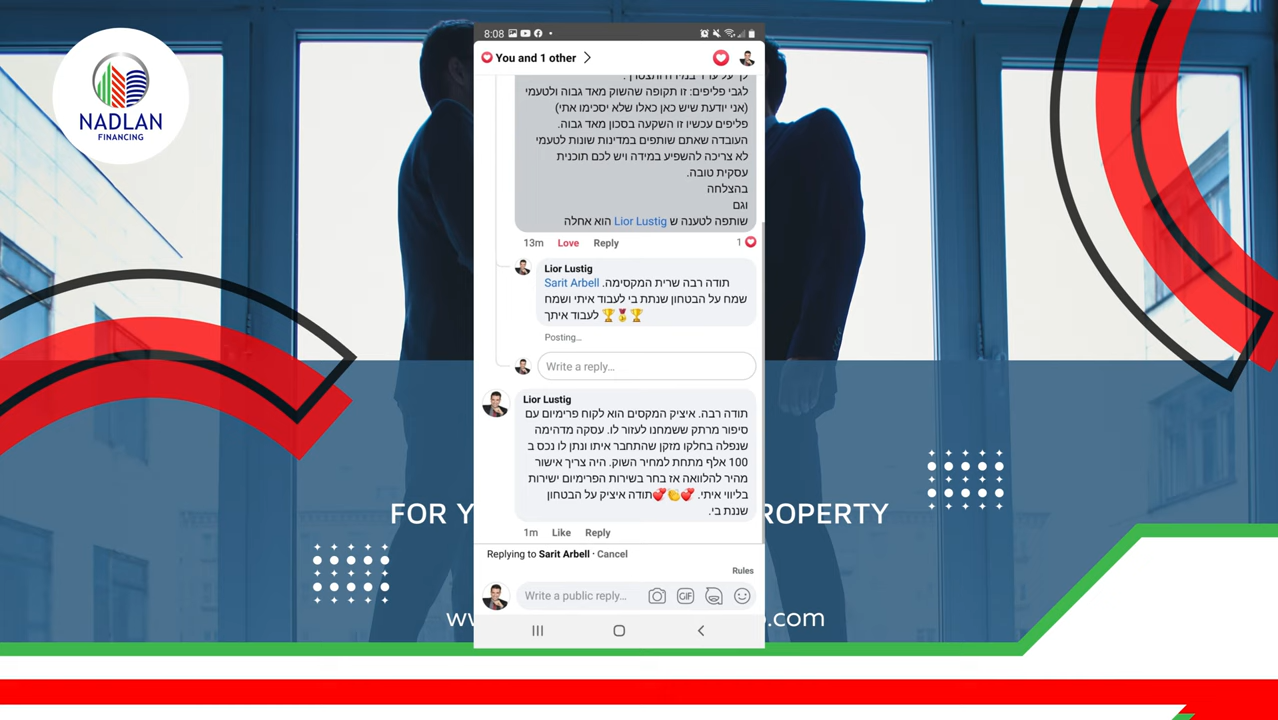 NADLAN
FINANCING
8:08
You and 1 other
לגבי פליפים: זו תקופה שהשוק מאד גבוה ולטעמי
(אני יודעת שיש כאן כאלו שלא יסכימו אתי)
פליפים עכשיו זו השקעה בסכון מאד גבוה.
העובדה שאתם שותפים במדינות שונות לטעמי
לא צריכה להשפיע במידה ויש לכם תוכנית
עסקית טובה.
בהצלחה
וגם
שותפה לטענה ש Lior Lustig הוא אחלה
13m Love Reply 1
Lior Lustig
Sarit Arbell תודה רבה שרית המקסימה.
שמח על הבטחון שנתת בי לעבוד איתי ושמח
לעבוד איתך 🏆🏅🏆
Posting...
Write a reply...
Lior Lustig
תודה רבה. איציק המקסים הוא לקוח פרימיום עם
סיפור מרתק ששמחנו לעזור לו. עסקה מדהימה
שנפלה בחלקו מזקן שהתחבר איתו ונתן לו נכס ב
100 אלף מתחת למחיר השוק. היה צריך אישור
מהיר להלוואה אז בחר בשירות הפרימיום ישירות
בליווי איתי. 💕👏💕תודה איציק על הבטחון
שננת בי.
1m Like Reply
FOR Y
PROPERTY
Replying to Sarit Arbell · Cancel
Rules
Write a public reply...
GIF
.com